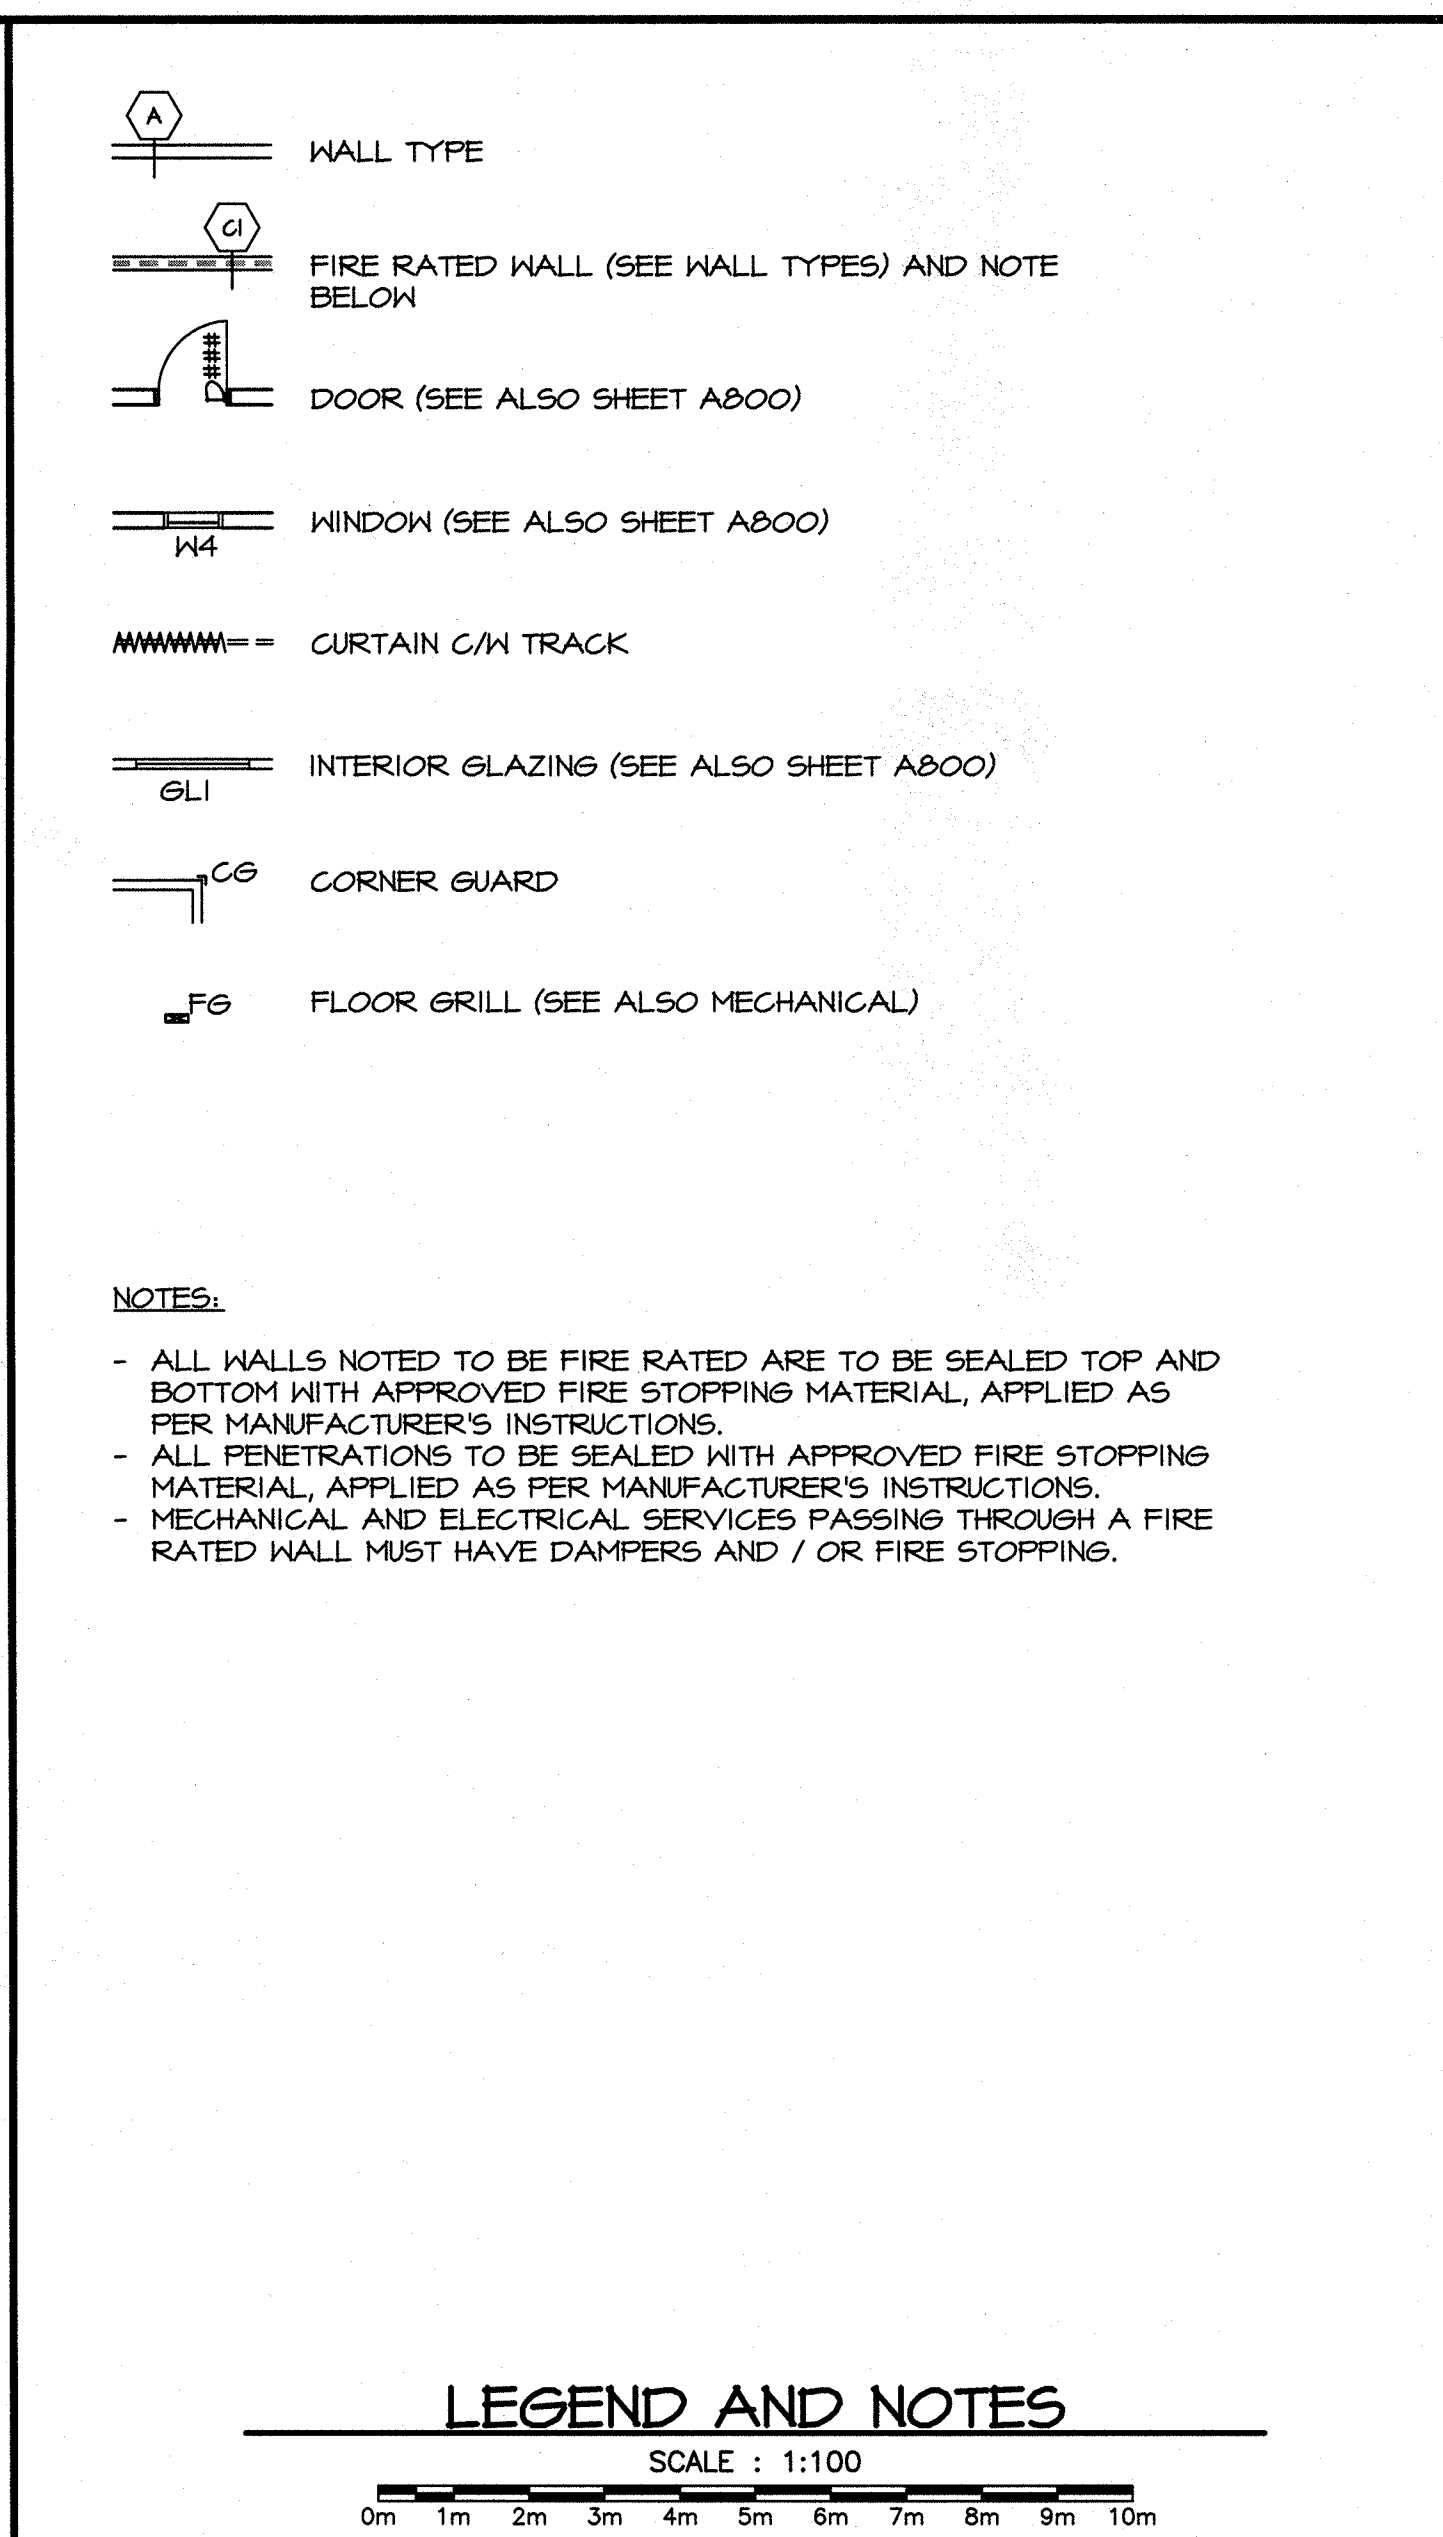 A
WALL TYPE
C1
FIRE RATED WALL (SEE WALL TYPES) AND NOTE
BELOW
###D
DOOR (SEE ALSO SHEET A800)
WINDOW (SEE ALSO SHEET A800)
W4
CURTAIN C/W TRACK
INTERIOR GLAZING (SEE ALSO SHEET A800)
GL1
CG
CORNER GUARD
FG
FLOOR GRILL (SEE ALSO MECHANICAL)
NOTES:
- ALL WALLS NOTED TO BE FIRE RATED ARE TO BE SEALED TOP AND
BOTTOM WITH APPROVED FIRE STOPPING MATERIAL, APPLIED AS
PER MANUFACTURER'S INSTRUCTIONS.
- ALL PENETRATIONS TO BE SEALED WITH APPROVED FIRE STOPPING
MATERIAL, APPLIED AS PER MANUFACTURER'S INSTRUCTIONS.
- MECHANICAL AND ELECTRICAL SERVICES PASSING THROUGH A FIRE
RATED WALL MUST HAVE DAMPERS AND / OR FIRE STOPPING.
LEGEND AND NOTES
SCALE : 1:100
0m 1m 2m 3m 4m 5m 6m 7m 8m 9m 10m